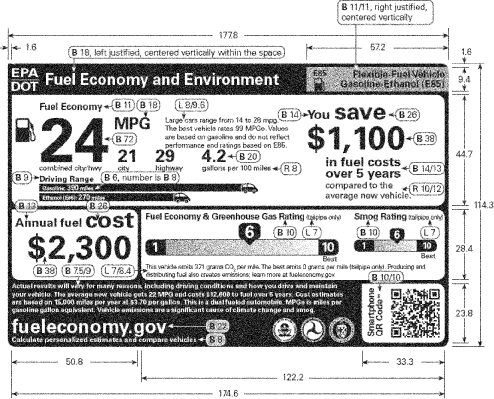 B 11/11, right justified,
centered vertically
177.8
1.6
B 18, left justified, centered vertically within the space
57.2
1.6
EPA
DOT
Fuel Economy and Environment
E85
Flexible-Fuel Vehicle
Gasoline-Ethanol (E85)
9.4
Fuel Economy
B 11
B 18
L 8/9.6
MPG
24
B 72
Large cars range from 14 to 28 mpg.
The best vehicle rates 99 MPGe. Values
are based on gasoline and do not reflect
performance and ratings based on E85.
combined city/hwy
21
city
29
highway
4.2
B 20
gallons per 100 miles
R 8
B 14
You save
B 26
$1,100
B 38
in fuel costs
over 5 years
B 14/13
compared to the
average new vehicle.
R 10/12
44.7
114.3
B 9
Driving Range
B 6, number is B 8
Gasoline: 390 miles
Ethanol (E85): 270 miles
B 13
B 26
Annual fuel cost
$2,300
B 38
B 7.5/9
L 7/8.4
Fuel Economy & Greenhouse Gas Rating (tailpipe only)
B 10
L 7
1
6
10
Best
Smog Rating (tailpipe only)
B 10
L 7
1
6
10
Best
28.4
This vehicle emits 371 grams CO2 per mile. The best emits 0 grams per mile (tailpipe only). Producing and
distributing fuel also creates emissions; learn more at fueleconomy.gov
B 10/10
Actual results will vary for many reasons, including driving conditions and how you drive and maintain
your vehicle. The average new vehicle gets 22 MPG and costs $12,600 to fuel over 5 years. Cost estimates
are based on 15,000 miles per year at $3.70 per gallon. This is a dual fueled automobile. MPGe is miles per
gasoline gallon equivalent. Vehicle emissions are a significant cause of climate change and smog.
fueleconomy.gov
B 22
Calculate personalized estimates and compare vehicles
B 8
Smartphone
QR Code™
23.8
50.8
33.3
122.2
174.6